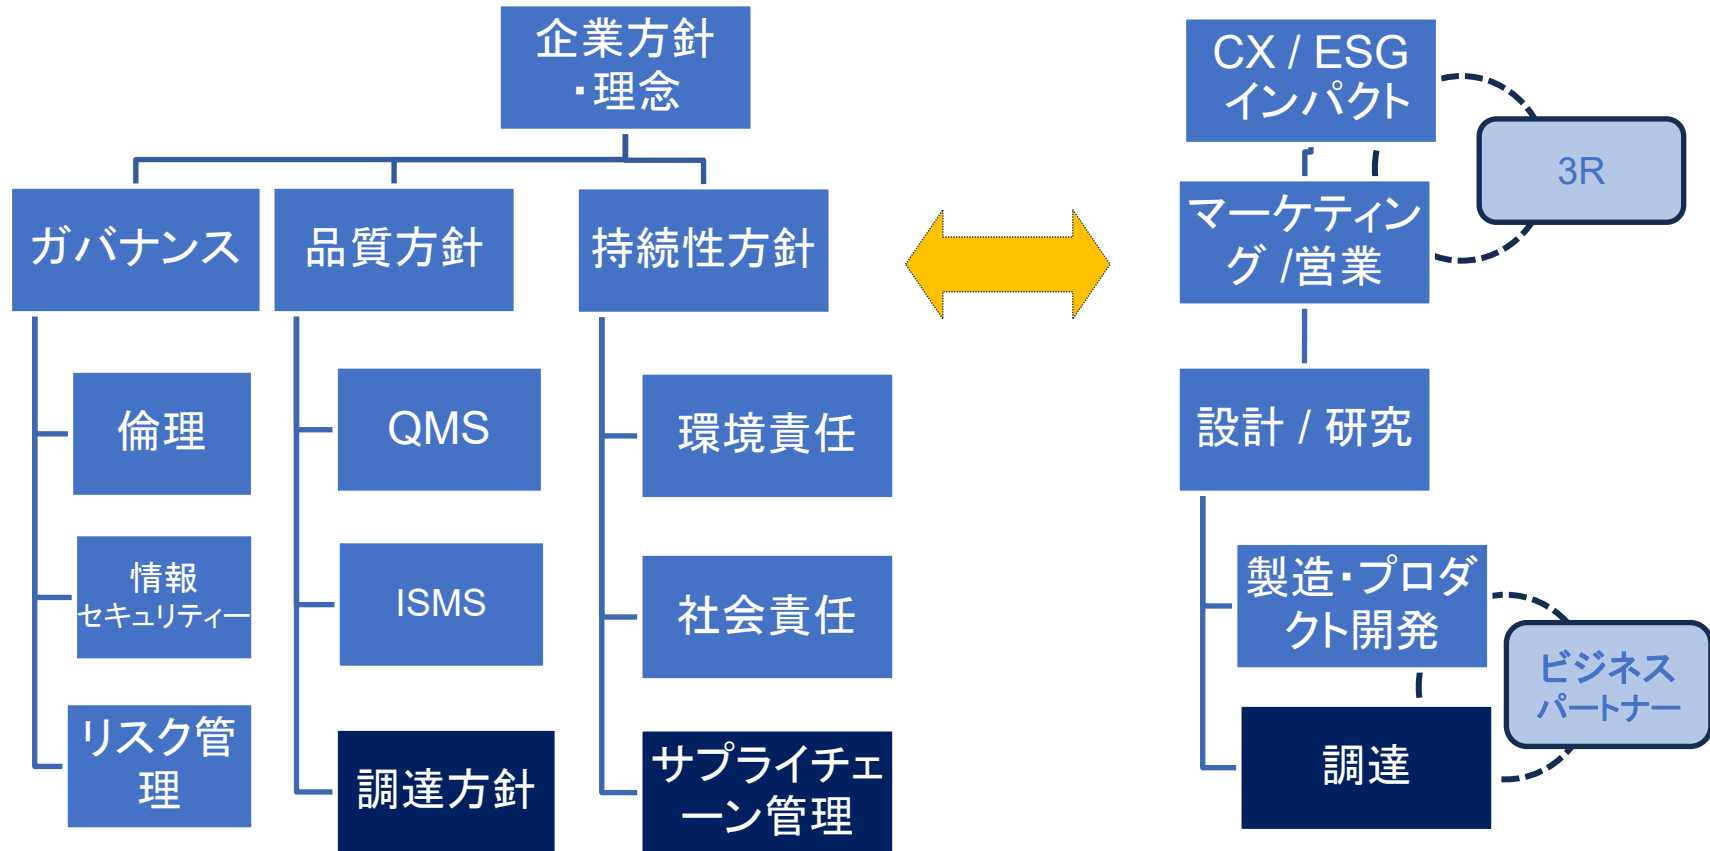 企業方針
・理念
ガバナンス
品質方針
持続性方針
倫理
QMS
環境責任
情報
セキュリティー
ISMS
社会責任
リスク管
理
調達方針
サプライチェ
ーン管理
CX / ESG
インパクト
3R
マーケティン
グ /営業
設計 / 研究
製造・プロダ
クト開発
ビジネス
パートナー
調達